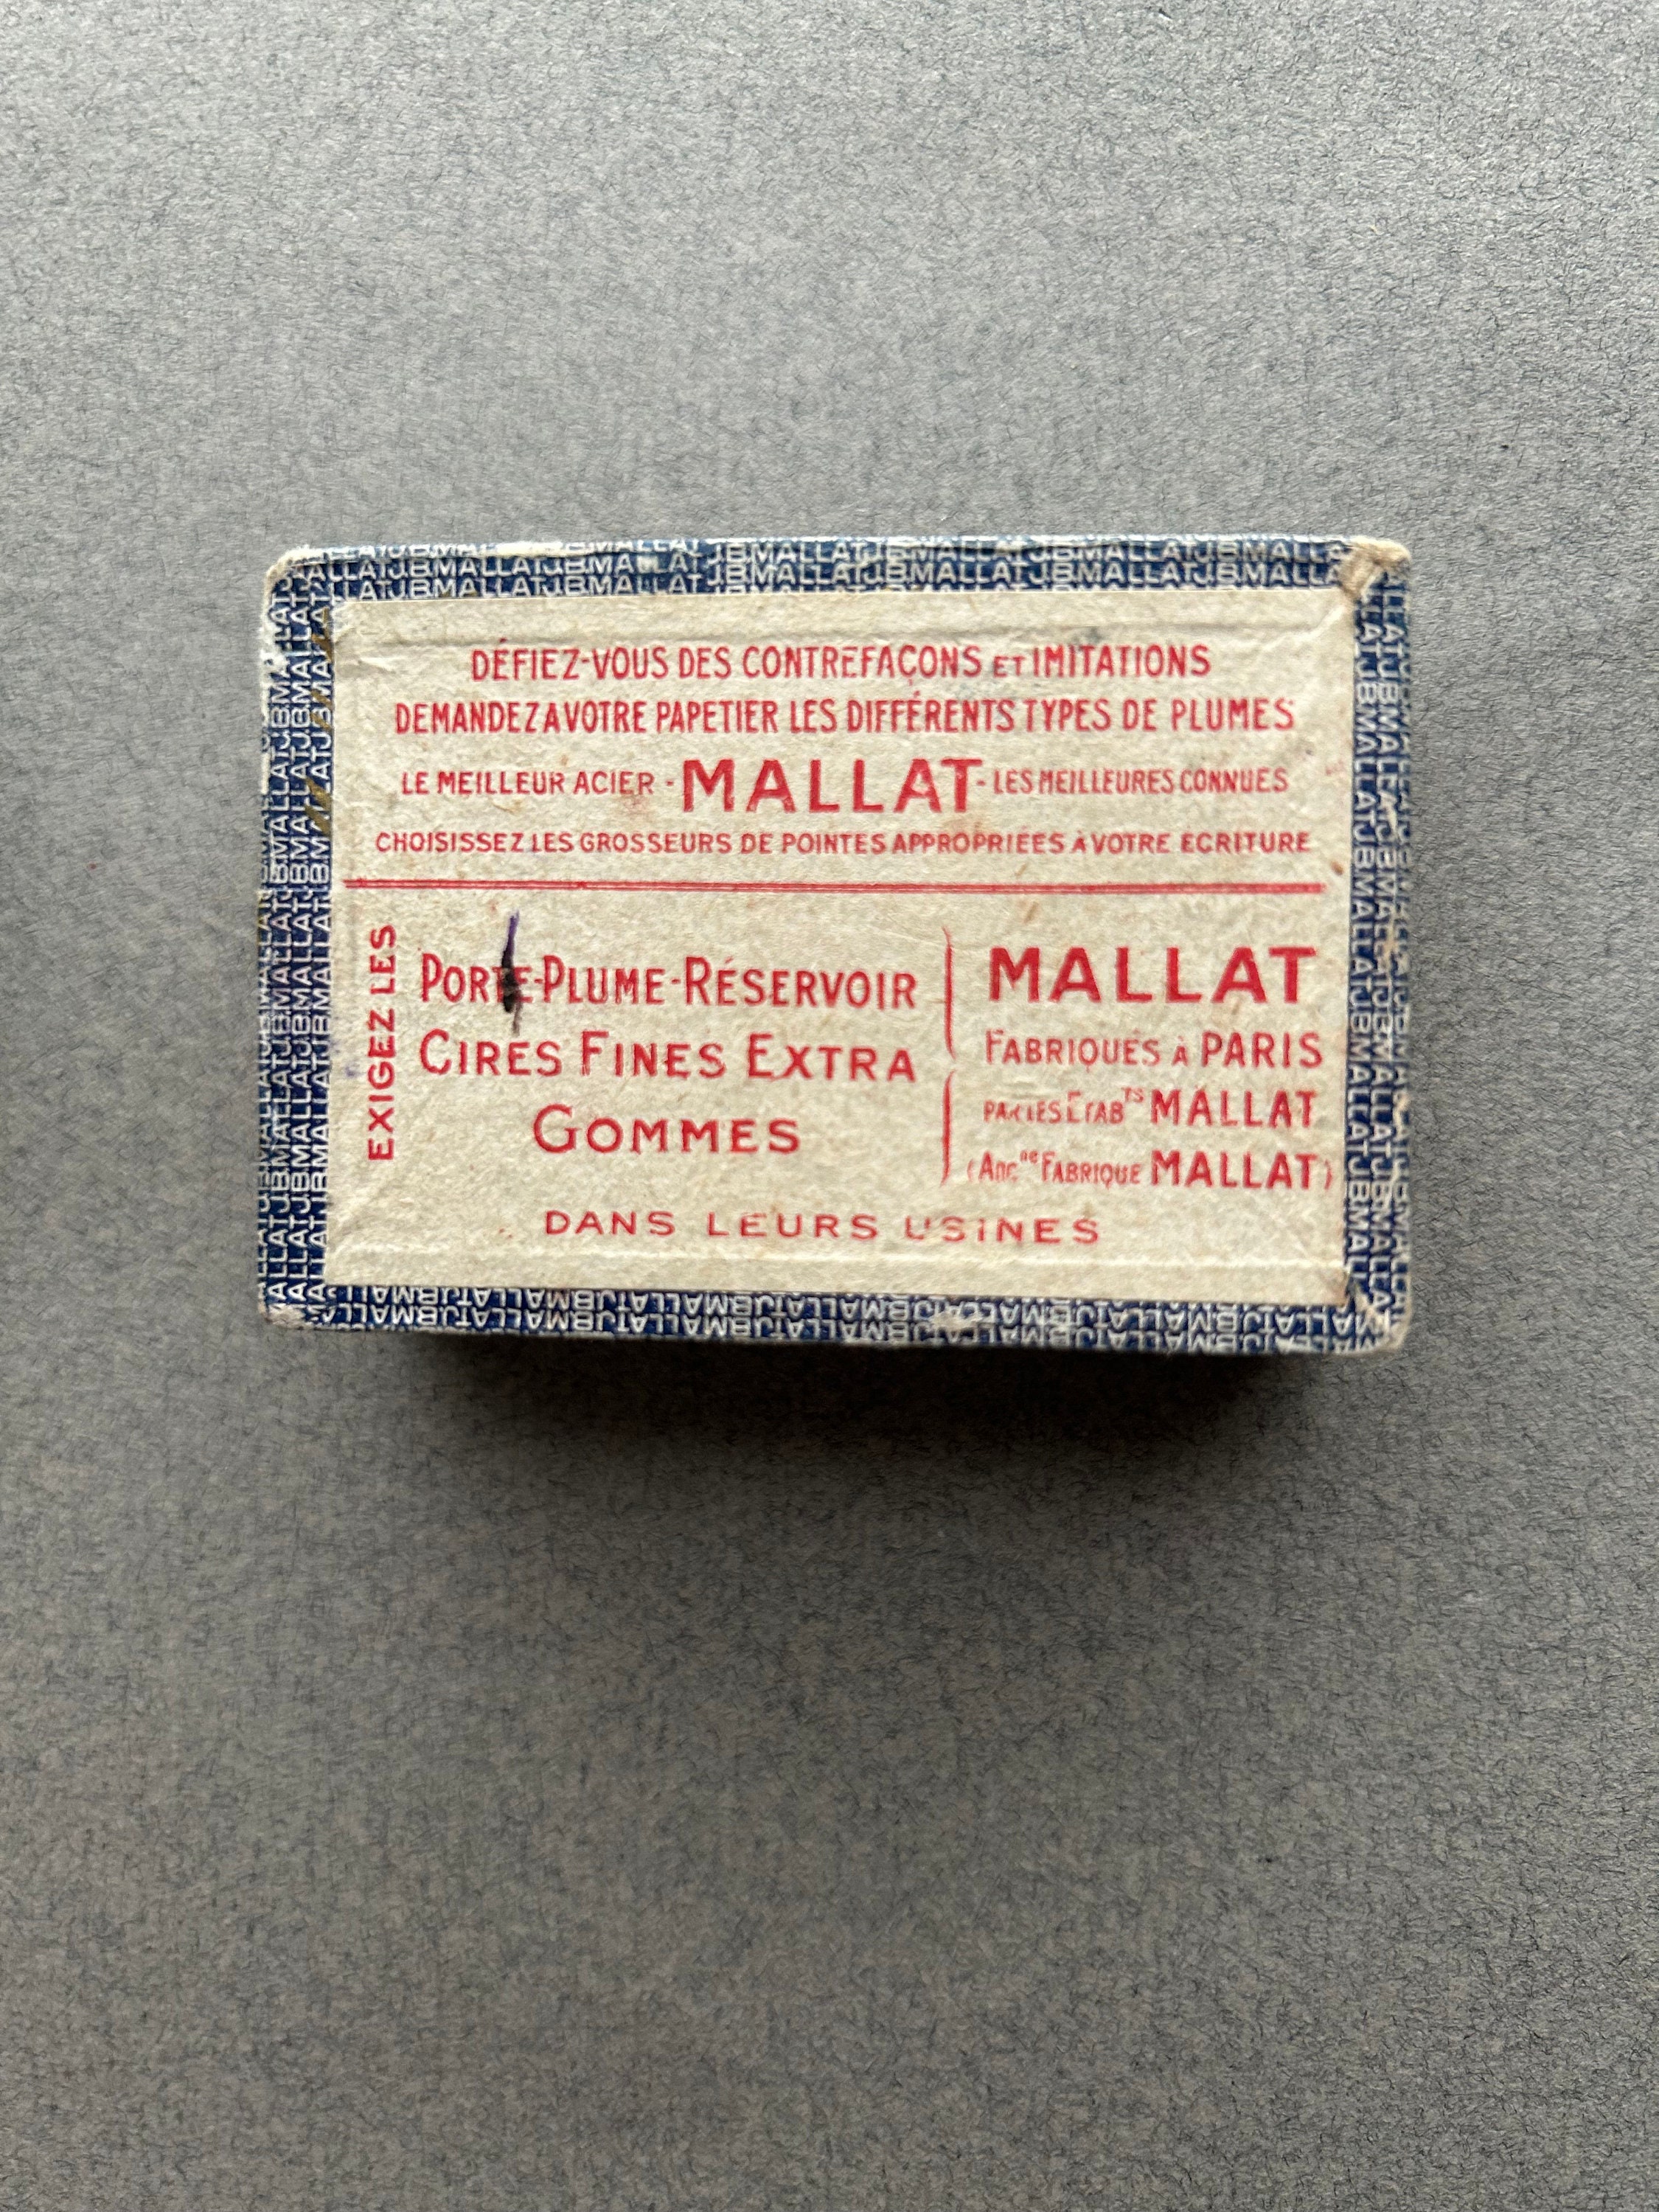 DÉFIEZ-VOUS DES CONTREFAÇONS ET IMITATIONS
DEMANDEZ A VOTRE PAPETIER LES DIFFÉRENTS TYPES DE PLUMES
LE MEILLEUR ACIER - MALLAT - LES MEILLEURES CONNUES
CHOISISSEZ LES GROSSEURS DE POINTES APPROPRIÉES À VOTRE ECRITURE
EXIGEZ LES
PORTE-PLUME-RÉSERVOIR
CIRES FINES EXTRA
GOMMES
MALLAT
FABRIQUÉS À PARIS
PAR LES ETABTS MALLAT
(ANCNE FABRIQUE MALLAT)
DANS LEURS USINES
JBMALLATJBMALLATJBMALLATJBMALLAT